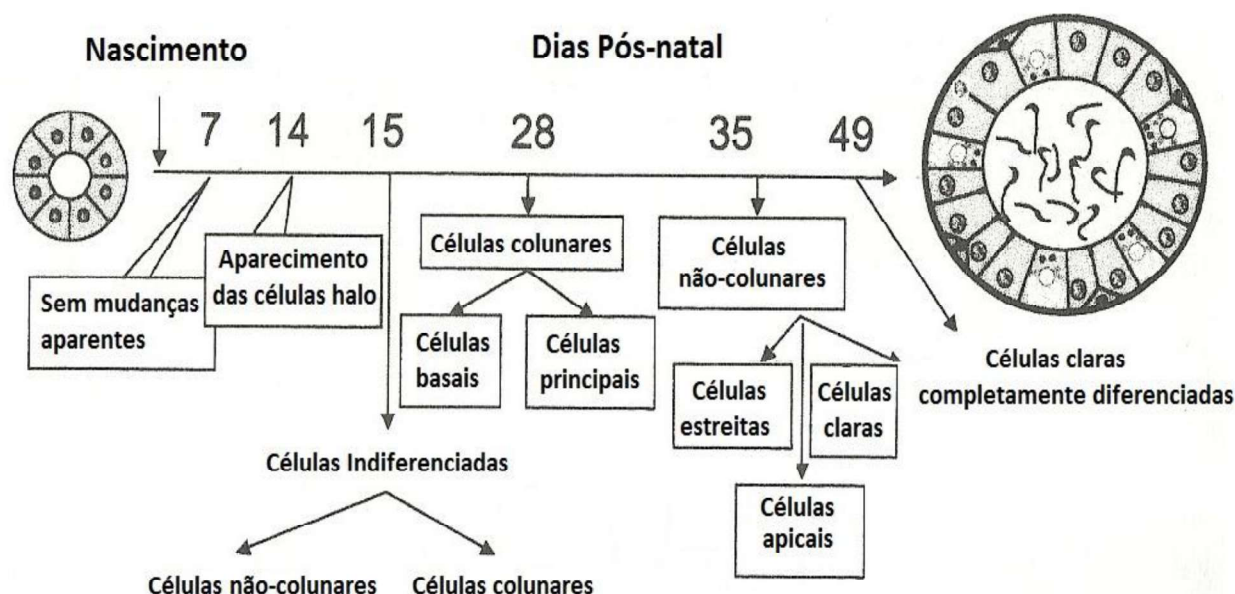 Nascimento
Dias Pós-natal
7 14 15 28 35 49
Sem mudanças
aparentes
Aparecimento
das células halo
Células colunares
Células
basais
Células
principais
Células
não-colunares
Células
estreitas
Células
claras
Células
apicais
Células claras
completamente diferenciadas
Células Indiferenciadas
Células não-colunares
Células colunares